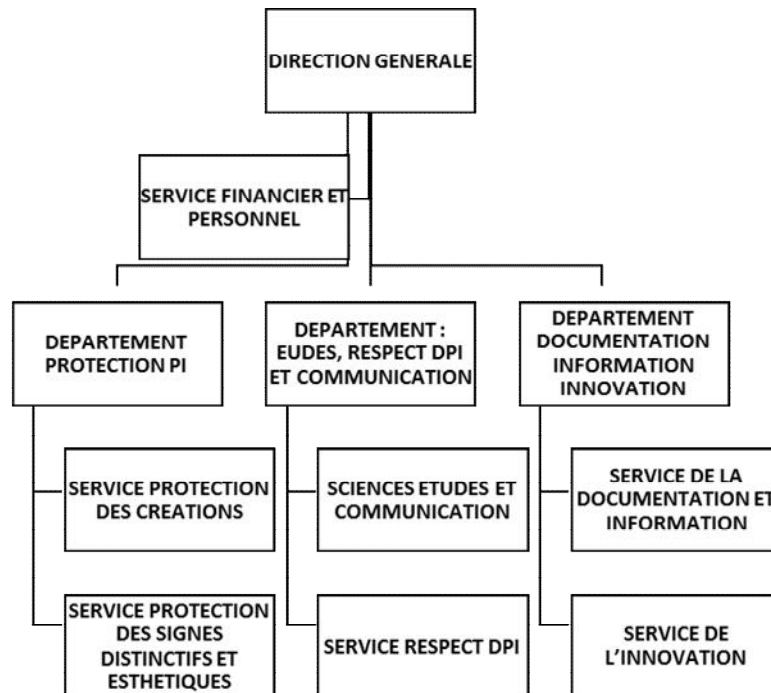 DIRECTION GENERALE
SERVICE FINANCIER ET
PERSONNEL
DEPARTEMENT
PROTECTION PI
DEPARTEMENT :
EUDES, RESPECT DPI
ET COMMUNICATION
DEPARTEMENT
DOCUMENTATION
INFORMATION
INNOVATION
SERVICE PROTECTION
DES CREATIONS
SCIENCES ETUDES ET
COMMUNICATION
SERVICE DE LA
DOCUMENTATION ET
INFORMATION
SERVICE PROTECTION
DES SIGNES
DISTINCTIFS ET
ESTHETIQUES
SERVICE RESPECT DPI
SERVICE DE
L'INNOVATION